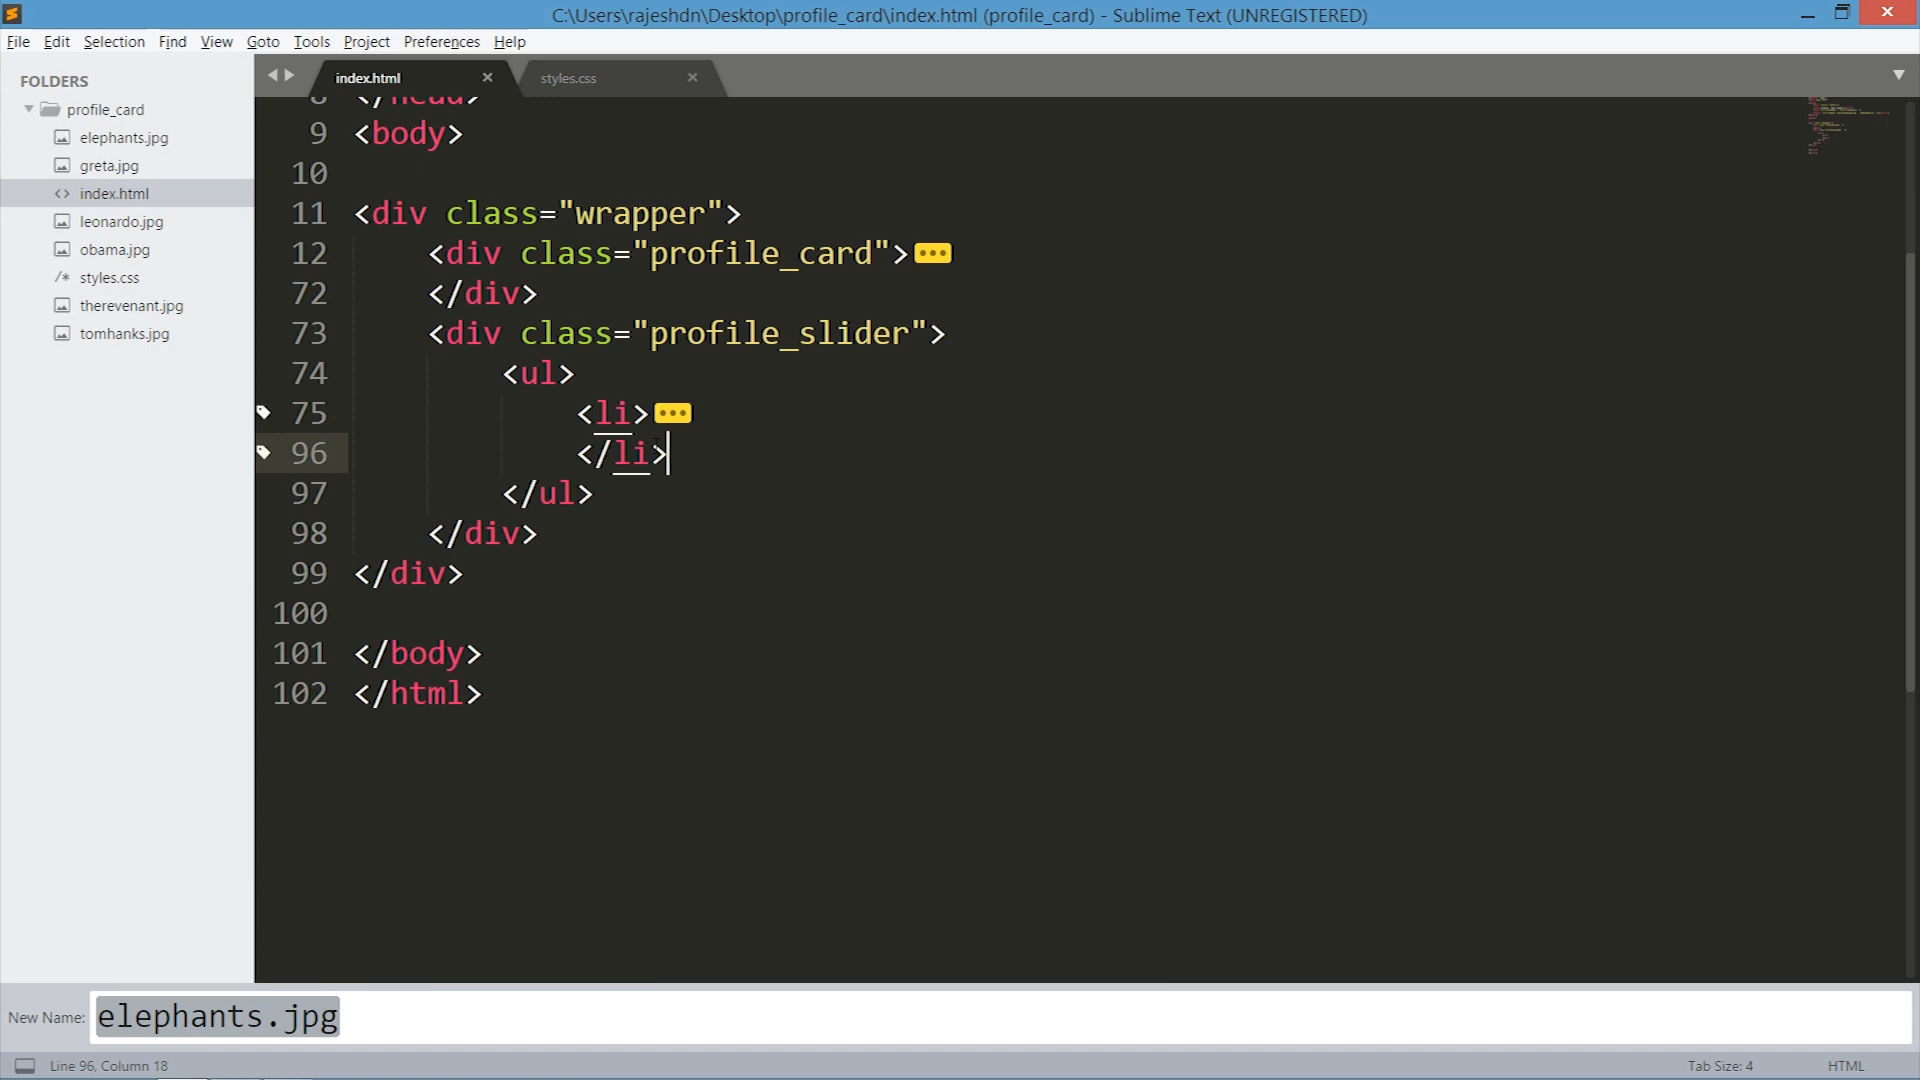 C:\Users\rajeshdn\Desktop\profile_card\index.html (profile_card) - Sublime Text (UNREGISTERED)
File Edit Selection Find View Goto Tools Project Preferences Help
FOLDERS
profile_card
elephants.jpg
greta.jpg
<> index.html
leonardo.jpg
obama.jpg
/* styles.css
therevenant.jpg
tomhanks.jpg
index.html × styles.css ×
8 </head>
9 <body>
10
11 <div class="wrapper">
12 <div class="profile_card">
72 </div>
73 <div class="profile_slider">
74 <ul>
75 <li>
96 </li>
97 </ul>
98 </div>
99 </div>
100
101 </body>
102 </html>
New Name: elephants.jpg
Line 96, Column 18 Tab Size: 4 HTML